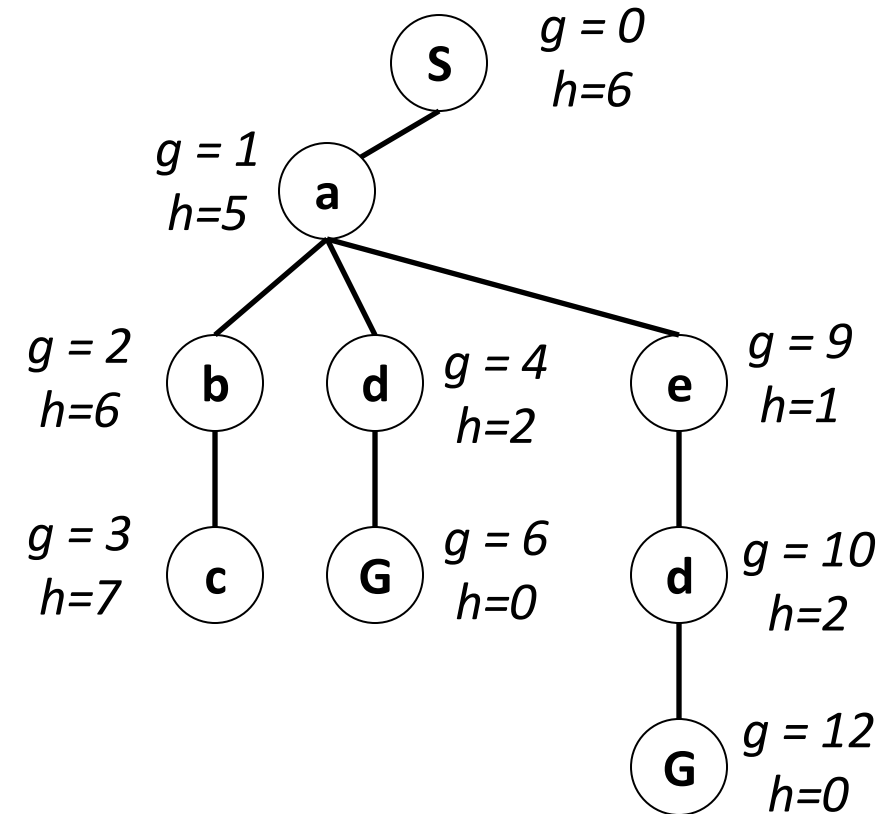 S
g = 0
h=6
g = 1
h=5
a
g = 2
h=6
b
d
g = 4
h=2
e
g = 9
h=1
g = 3
h=7
c
G
g = 6
h=0
d
g = 10
h=2
G
g = 12
h=0